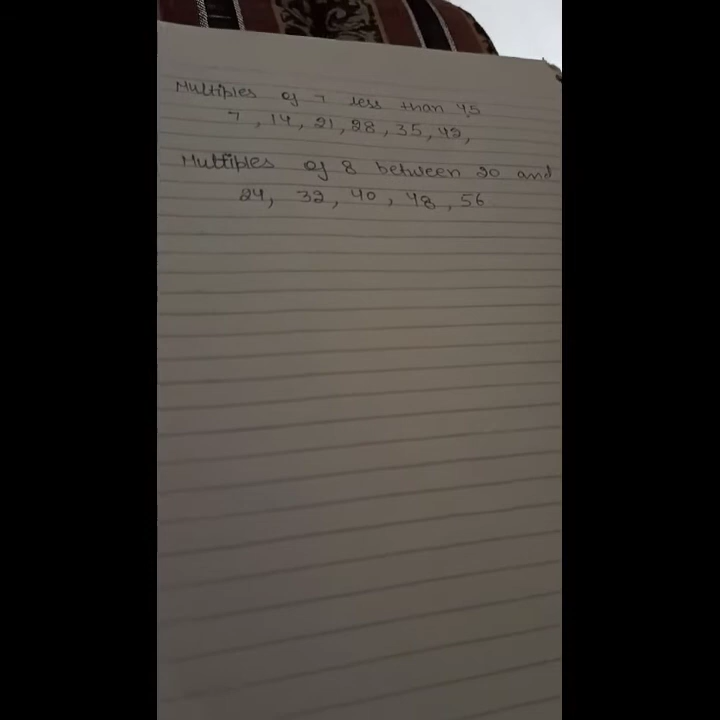 Multiples of 7 less than 45
7, 14, 21, 28, 35, 42,
Multiples of 8 between 20 and
24, 32, 40, 48, 56